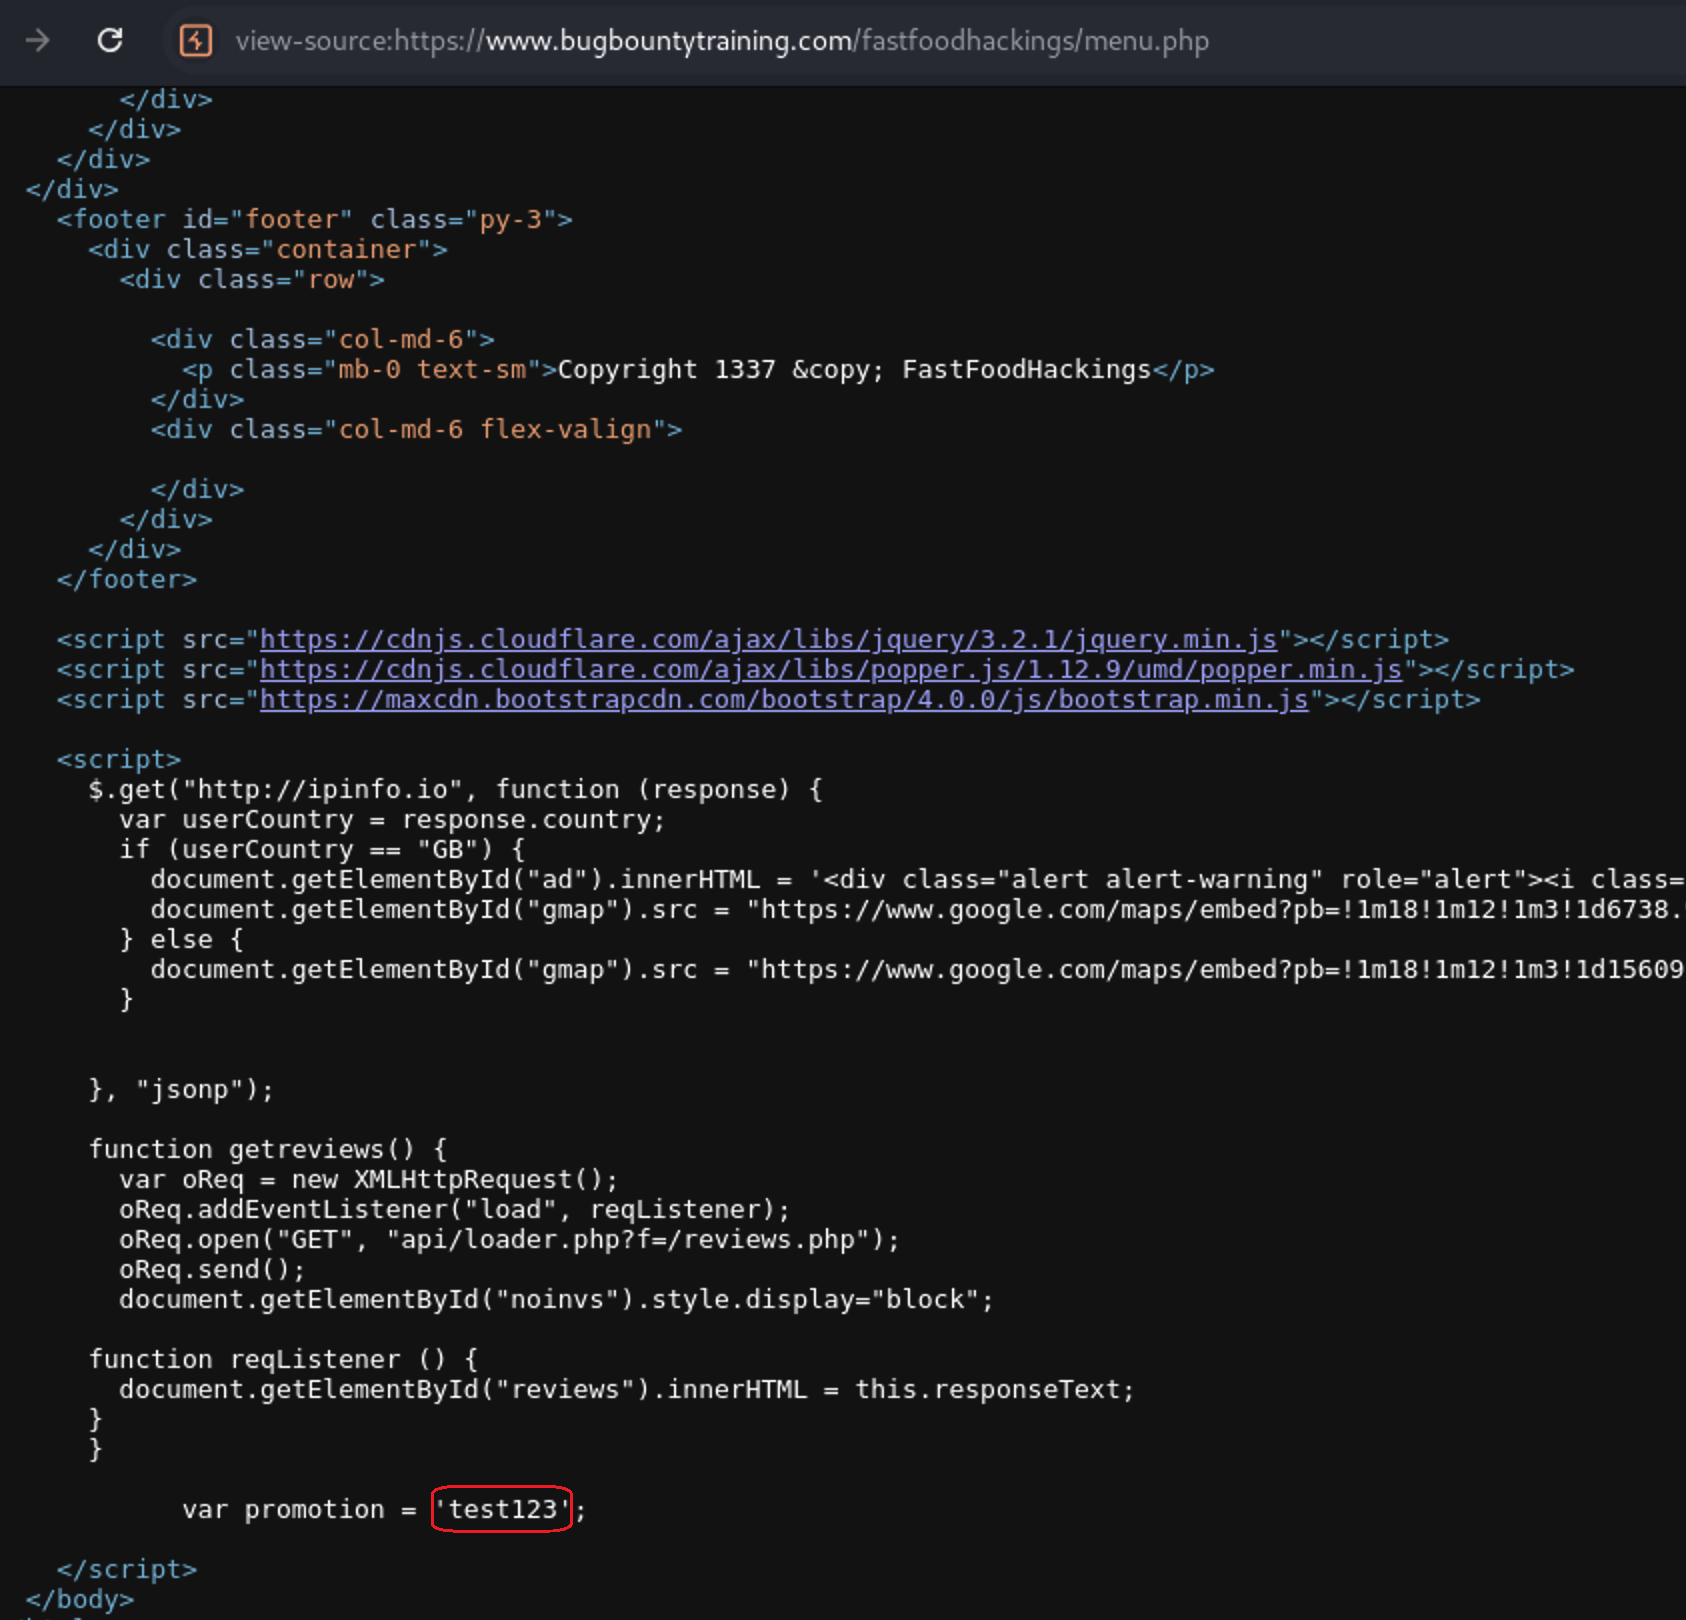 view-source:https://www.bugbountytraining.com/fastfoodhackings/menu.php
</div>
</div>
</div>
</div>
<footer id="footer" class="py-3">
<div class="container">
<div class="row">
<div class="col-md-6">
<p class="mb-0 text-sm">Copyright 1337 &copy; FastFoodHackings</p>
</div>
<div class="col-md-6 flex-valign">
</div>
</div>
</div>
</footer>
<script src="https://cdnjs.cloudflare.com/ajax/libs/jquery/3.2.1/jquery.min.js"></script>
<script src="https://cdnjs.cloudflare.com/ajax/libs/popper.js/1.12.9/umd/popper.min.js"></script>
<script src="https://maxcdn.bootstrapcdn.com/bootstrap/4.0.0/js/bootstrap.min.js"></script>
<script>
$.get("http://ipinfo.io", function (response) {
var userCountry = response.country;
if (userCountry == "GB") {
document.getElementById("ad").innerHTML = '<div class="alert alert-warning" role="alert"><i class=
document.getElementById("gmap").src = "https://www.google.com/maps/embed?pb=!1m18!1m12!1m3!1d6738.
} else {
document.getElementById("gmap").src = "https://www.google.com/maps/embed?pb=!1m18!1m12!1m3!1d15609
}
}, "jsonp");
function getreviews() {
var oReq = new XMLHttpRequest();
oReq.addEventListener("load", reqListener);
oReq.open("GET", "api/loader.php?f=/reviews.php");
oReq.send();
document.getElementById("noinvs").style.display="block";
function reqListener () {
document.getElementById("reviews").innerHTML = this.responseText;
}
}
var promotion = 'test123';
</script>
</body>